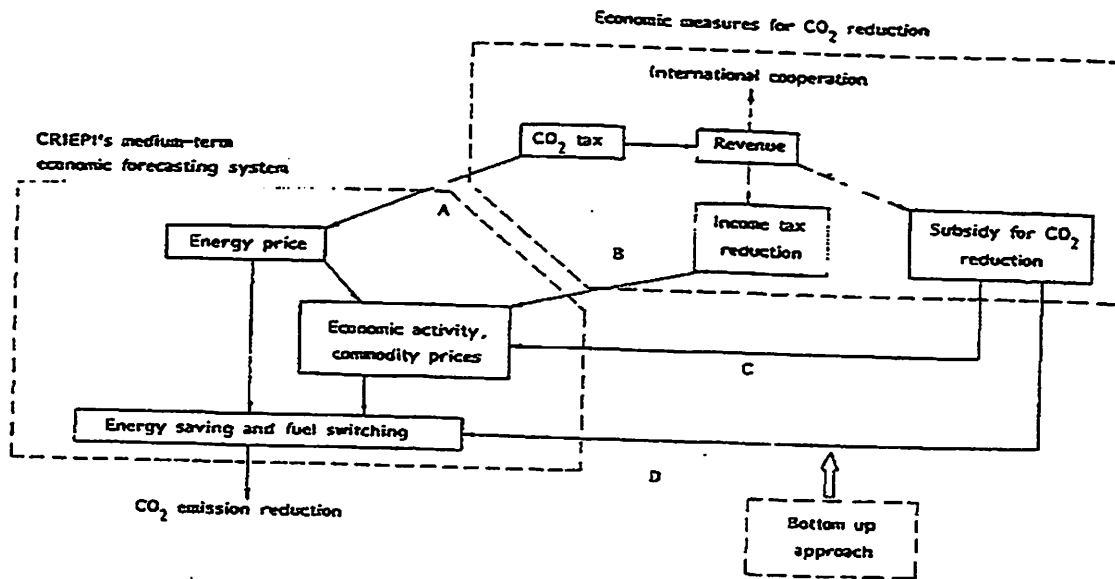 Economic measures for CO₂ reduction
International cooperation
CRIEPI's medium-term
economic forecasting system
CO₂ tax
Revenue
A
Energy price
Income tax
reduction
Subsidy for CO₂
reduction
B
Economic activity,
commodity prices
C
Energy saving and fuel switching
D
CO₂ emission reduction
Bottom up
approach